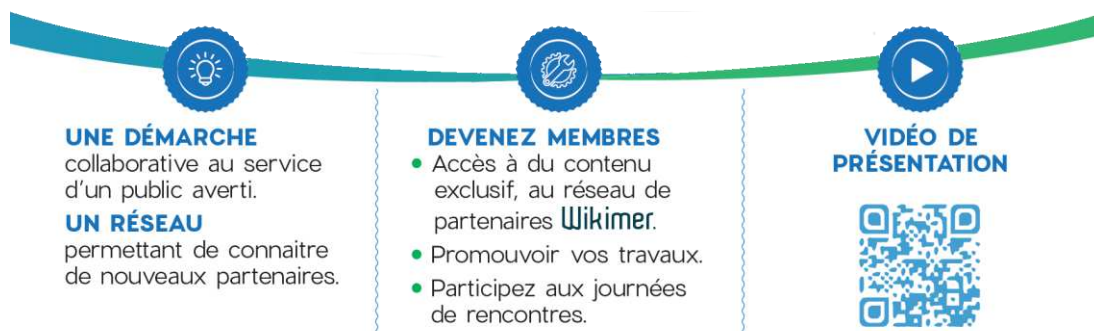 UNE DÉMARCHE
collaborative au service
d'un public averti.
UN RÉSEAU
permettant de connaitre
de nouveaux partenaires.
DEVENEZ MEMBRES
• Accès à du contenu
exclusif, au réseau de
partenaires Wikimer.
• Promouvoir vos travaux.
• Participez aux journées
de rencontres.
VIDÉO DE
PRÉSENTATION